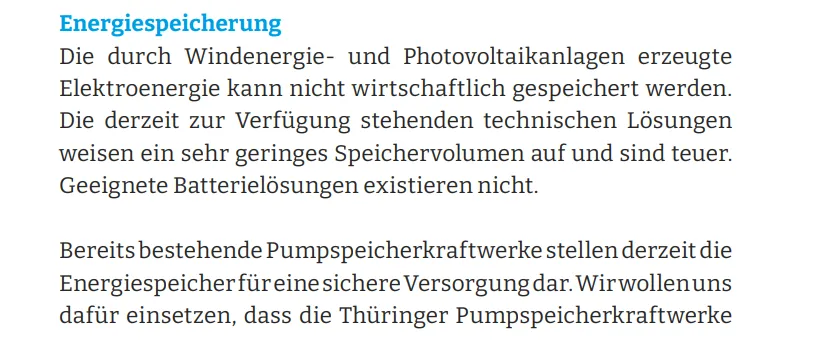 Energiespeicherung
Die durch Windenergie- und Photovoltaikanlagen erzeugte
Elektroenergie kann nicht wirtschaftlich gespeichert werden.
Die derzeit zur Verfügung stehenden technischen Lösungen
weisen ein sehr geringes Speichervolumen auf und sind teuer.
Geeignete Batterielösungen existieren nicht.
Bereits bestehende Pumpspeicherkraftwerke stellen derzeit die
Energiespeicher für eine sichere Versorgung dar. Wir wollen uns
dafür einsetzen, dass die Thüringer Pumpspeicherkraftwerke